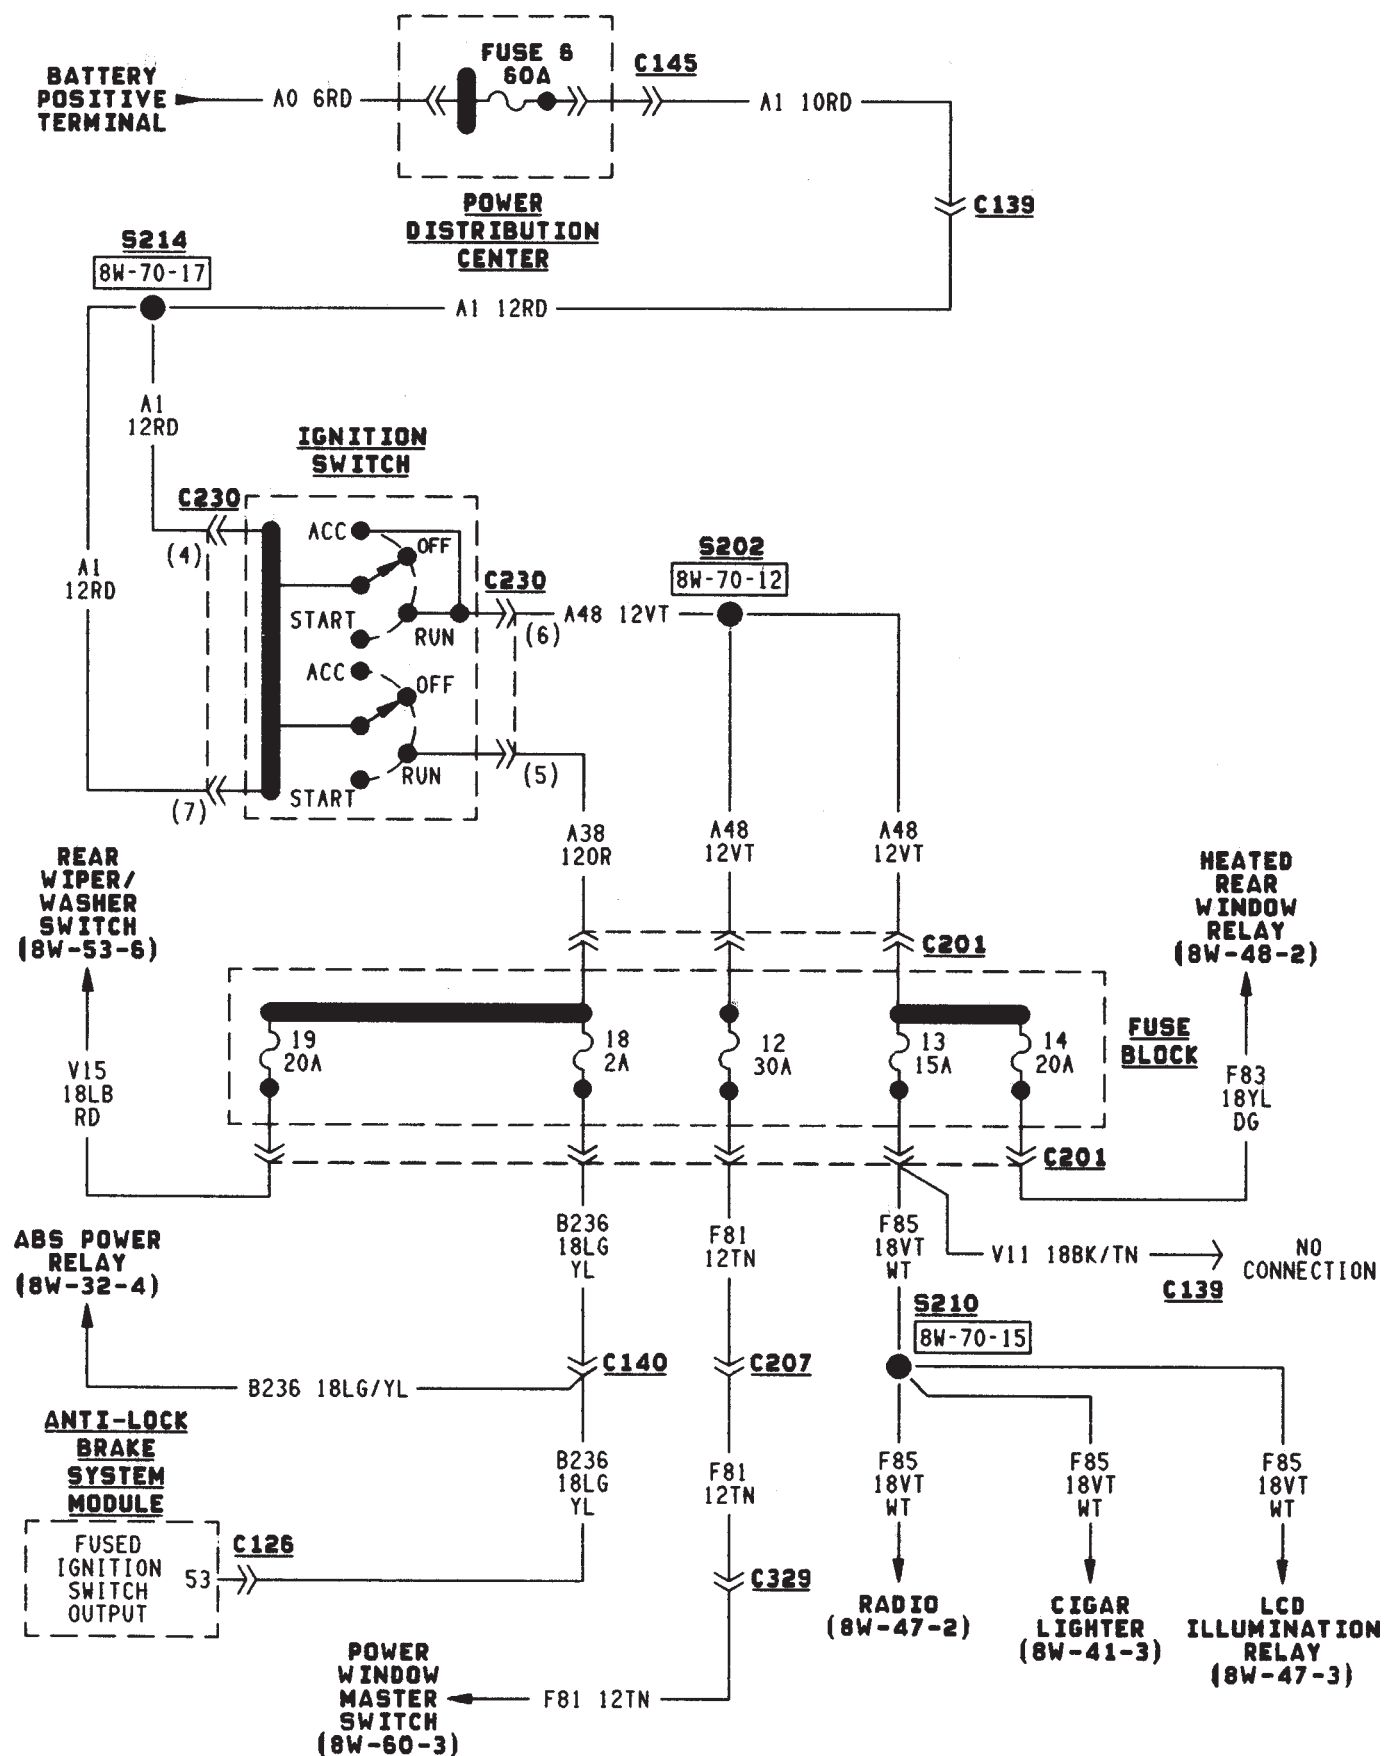 FUSE 6
60A
C145
BATTERY
POSITIVE
TERMINAL
A0 6RD
A1 10RD
POWER
DISTRIBUTION
CENTER
C139
S214
8W-70-17
A1 12RD
A1
12RD
IGNITION
SWITCH
C230
(4)
ACC
OFF
START
RUN
C230
A48 12VT
(6)
S202
8W-70-12
A1
12RD
ACC
OFF
RUN
START
(5)
(7)
A38
12OR
A48
12VT
A48
12VT
REAR
WIPER/
WASHER
SWITCH
(8W-53-6)
HEATED
REAR
WINDOW
RELAY
(8W-48-2)
C201
19
20A
18
2A
12
30A
13
15A
14
20A
FUSE
BLOCK
V15
18LB
RD
F83
18YL
DG
C201
ABS POWER
RELAY
(8W-32-4)
B236
18LG
YL
F81
12TN
F85
18VT
WT
V11 18BK/TN
NO
CONNECTION
C139
S210
8W-70-15
C140
C207
B236 18LG/YL
ANTI-LOCK
BRAKE
SYSTEM
MODULE
B236
18LG
YL
F81
12TN
F85
18VT
WT
F85
18VT
WT
F85
18VT
WT
FUSED
IGNITION
SWITCH
OUTPUT
53
C126
C329
RADIO
(8W-47-2)
CIGAR
LIGHTER
(8W-41-3)
LCD
ILLUMINATION
RELAY
(8W-47-3)
POWER
WINDOW
MASTER
SWITCH
(8W-60-3)
F81 12TN